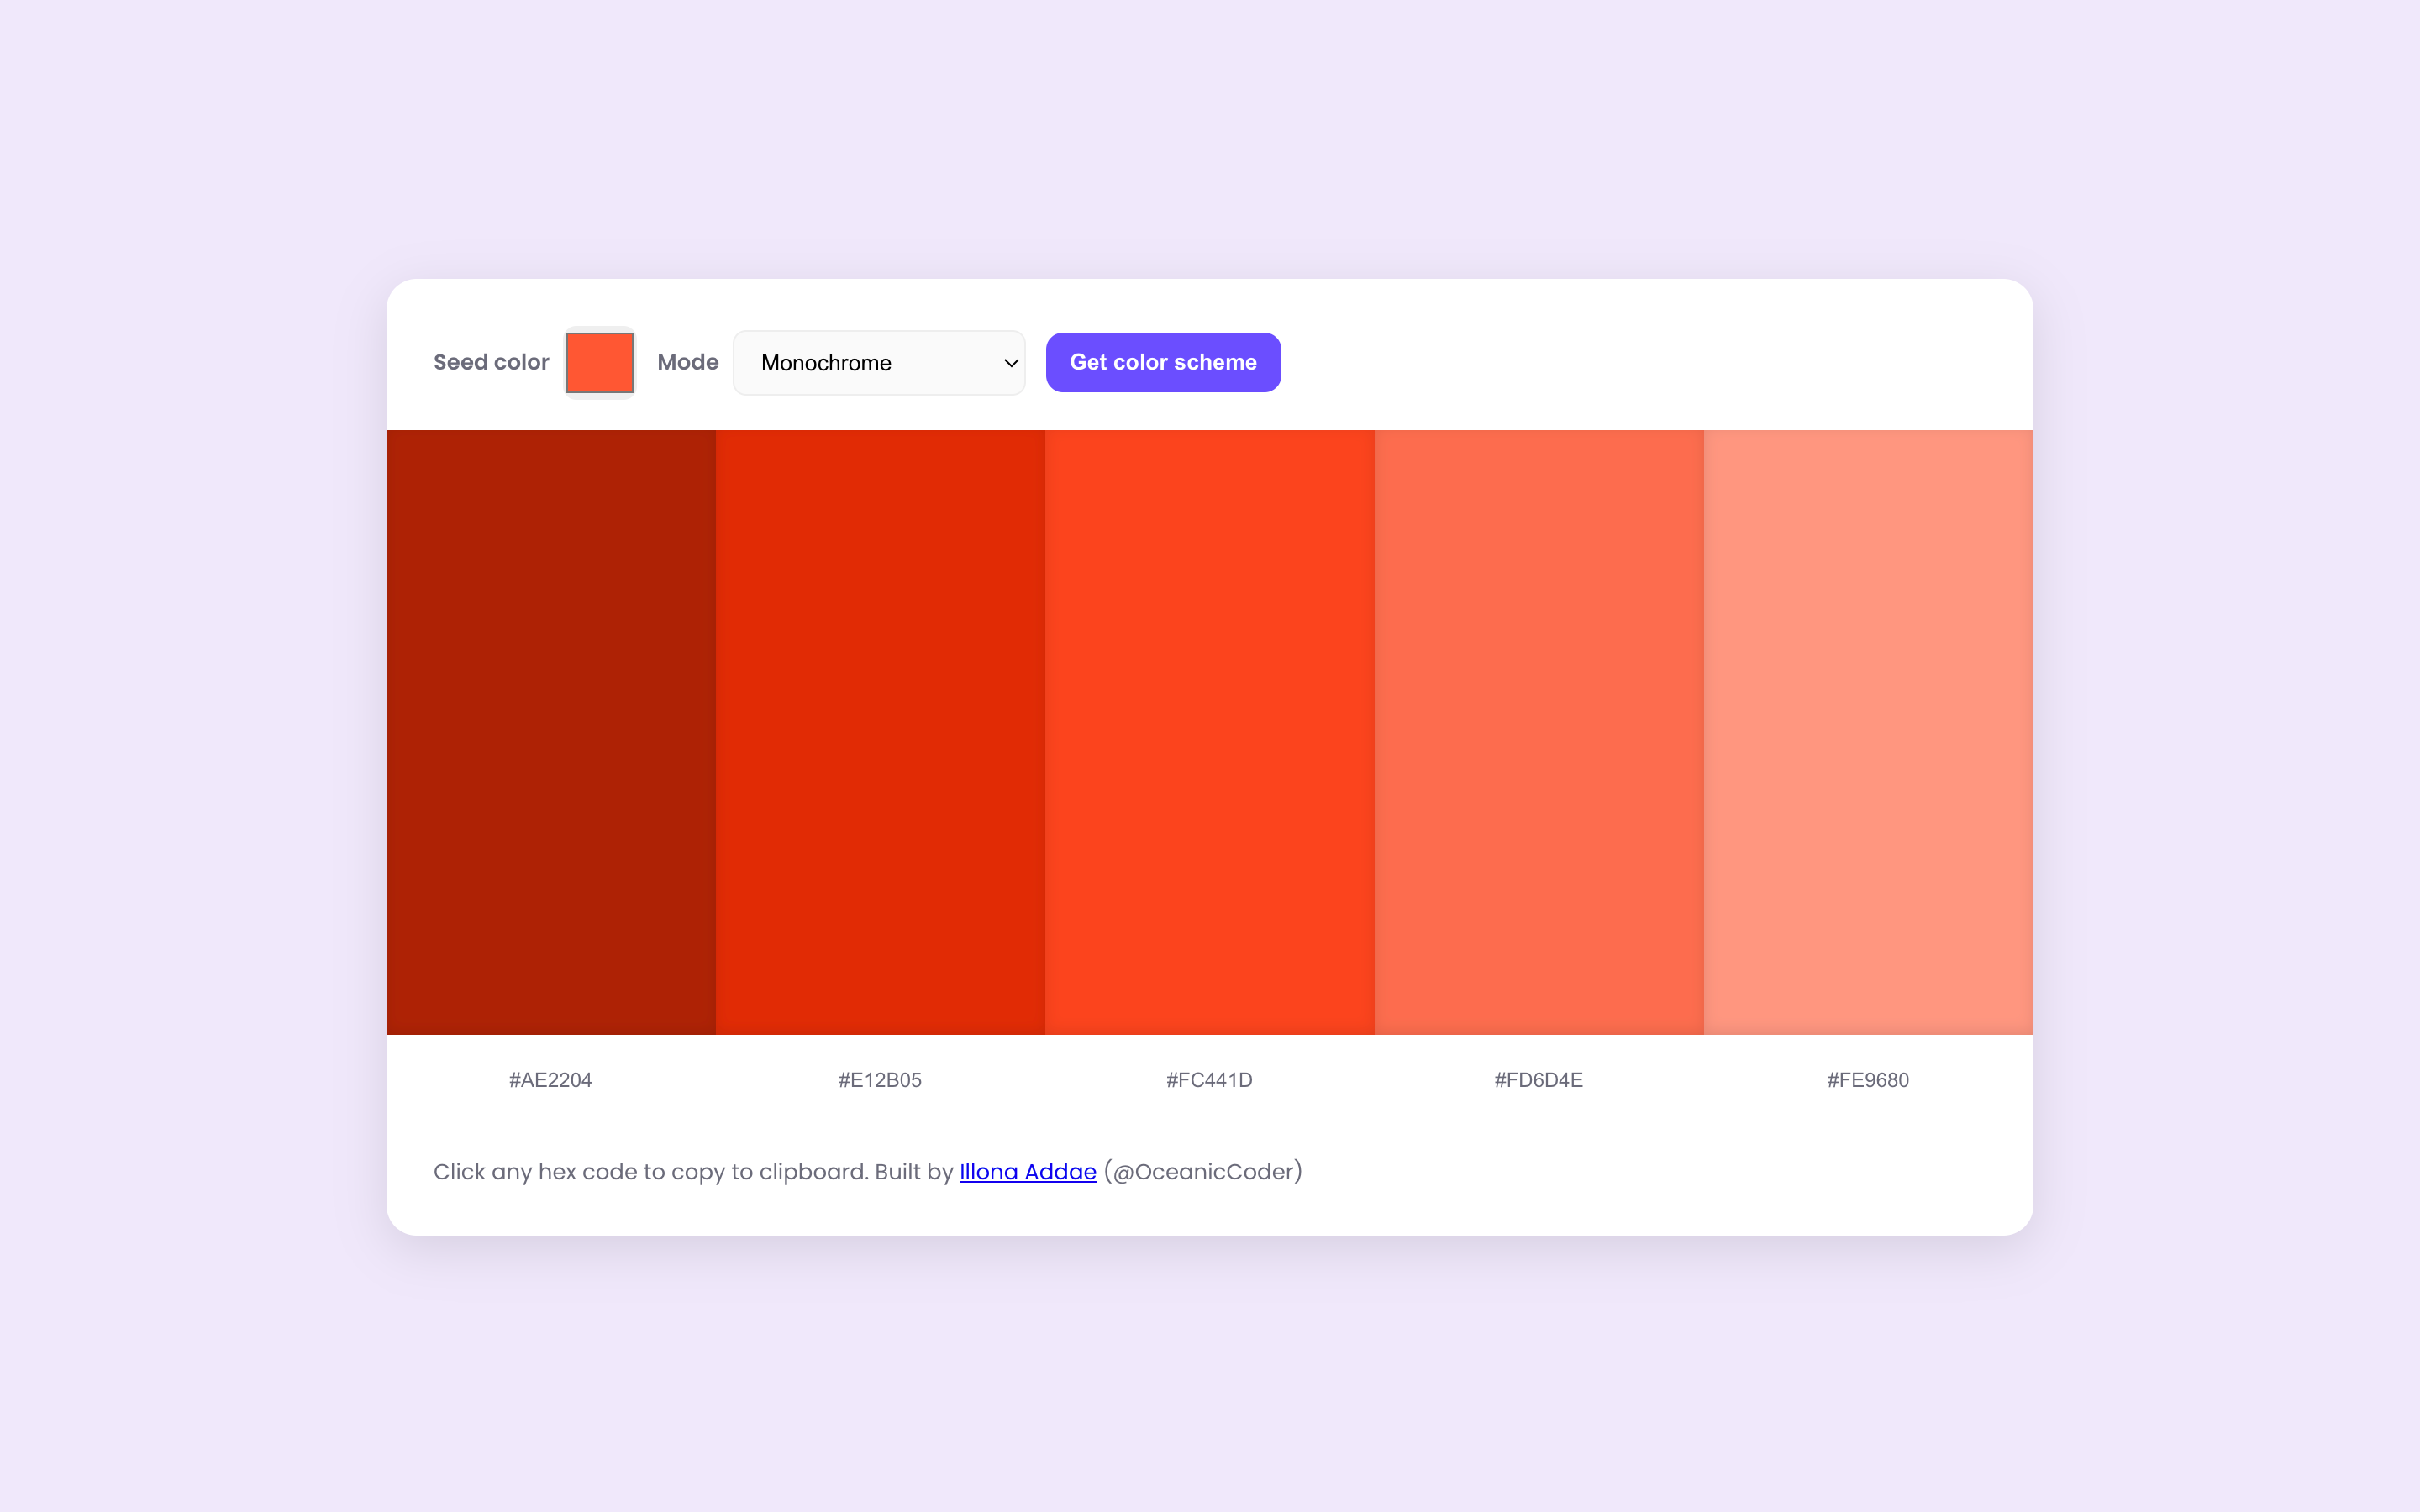 Seed color Mode Monochrome Get color scheme
#AE2204 #E12B05 #FC441D #FD6D4E #FE9680
Click any hex code to copy to clipboard. Built by Illona Addae (@OceanicCoder)